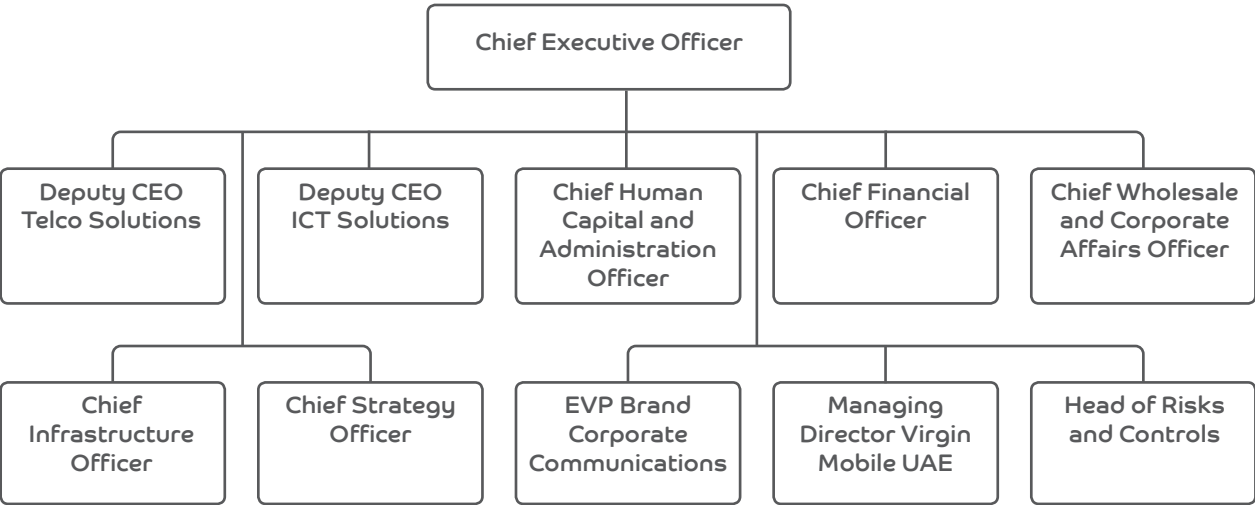 Chief Executive Officer
Deputy CEO
Telco Solutions
Deputy CEO
ICT Solutions
Chief Human
Capital and
Administration
Officer
Chief Financial
Officer
Chief Wholesale
and Corporate
Affairs Officer
Chief
Infrastructure
Officer
Chief Strategy
Officer
EVP Brand
Corporate
Communications
Managing
Director Virgin
Mobile UAE
Head of Risks
and Controls